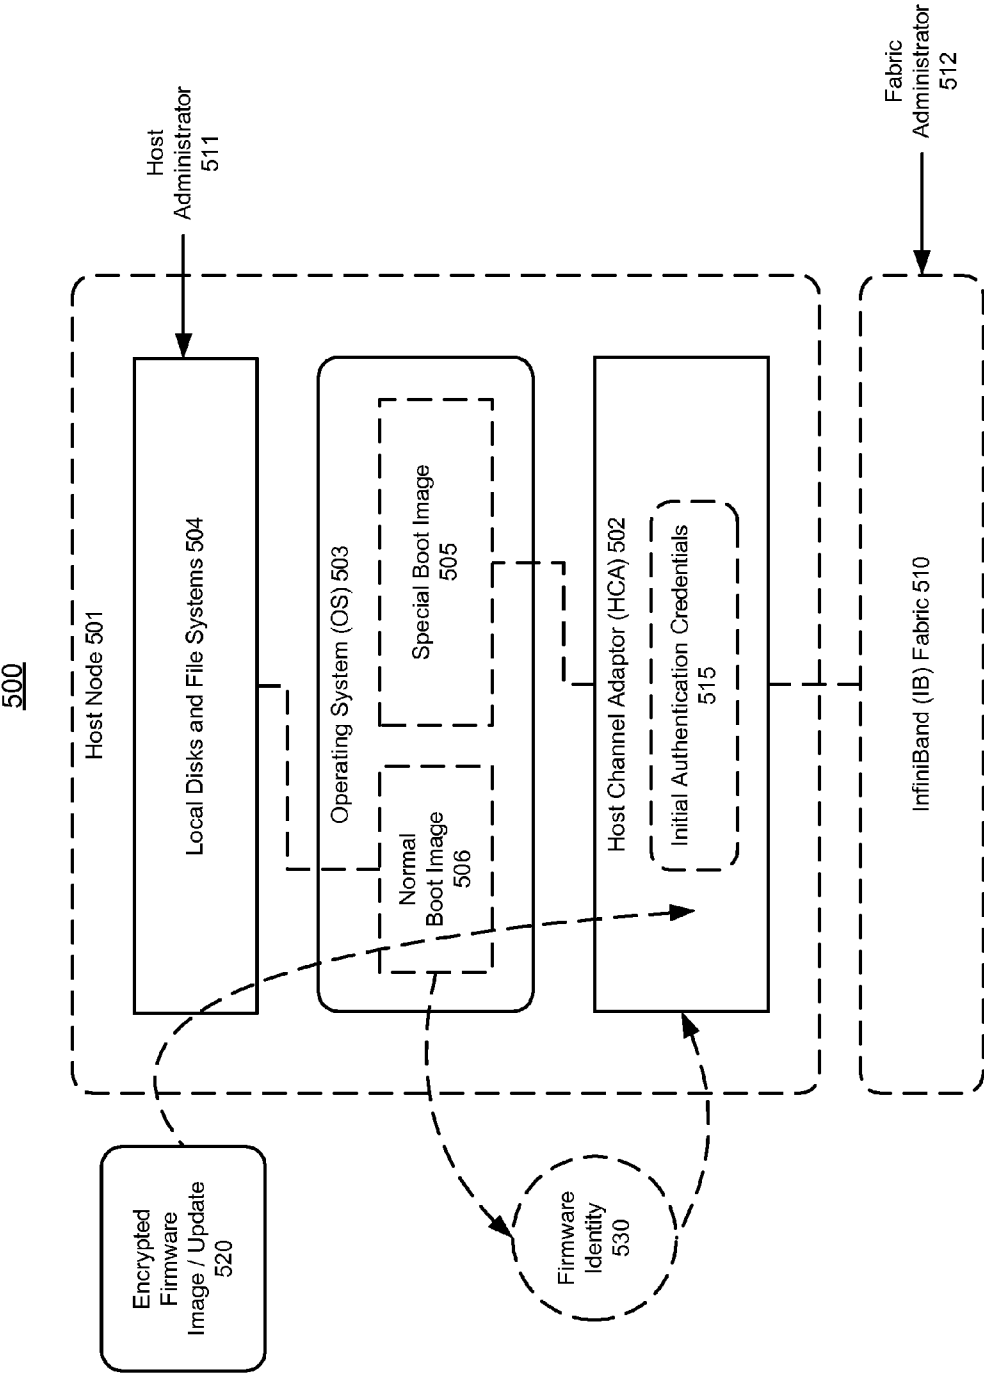 500
Host Node 501
Local Disks and File Systems 504
Host
Administrator
511
Operating System (OS) 503
Normal
Boot Image
506
Special Boot Image
505
Host Channel Adaptor (HCA) 502
Initial Authentication Credentials
515
InfiniBand (IB) Fabric 510
Fabric
Administrator
512
Encrypted
Firmware
Image / Update
520
Firmware
Identity
530